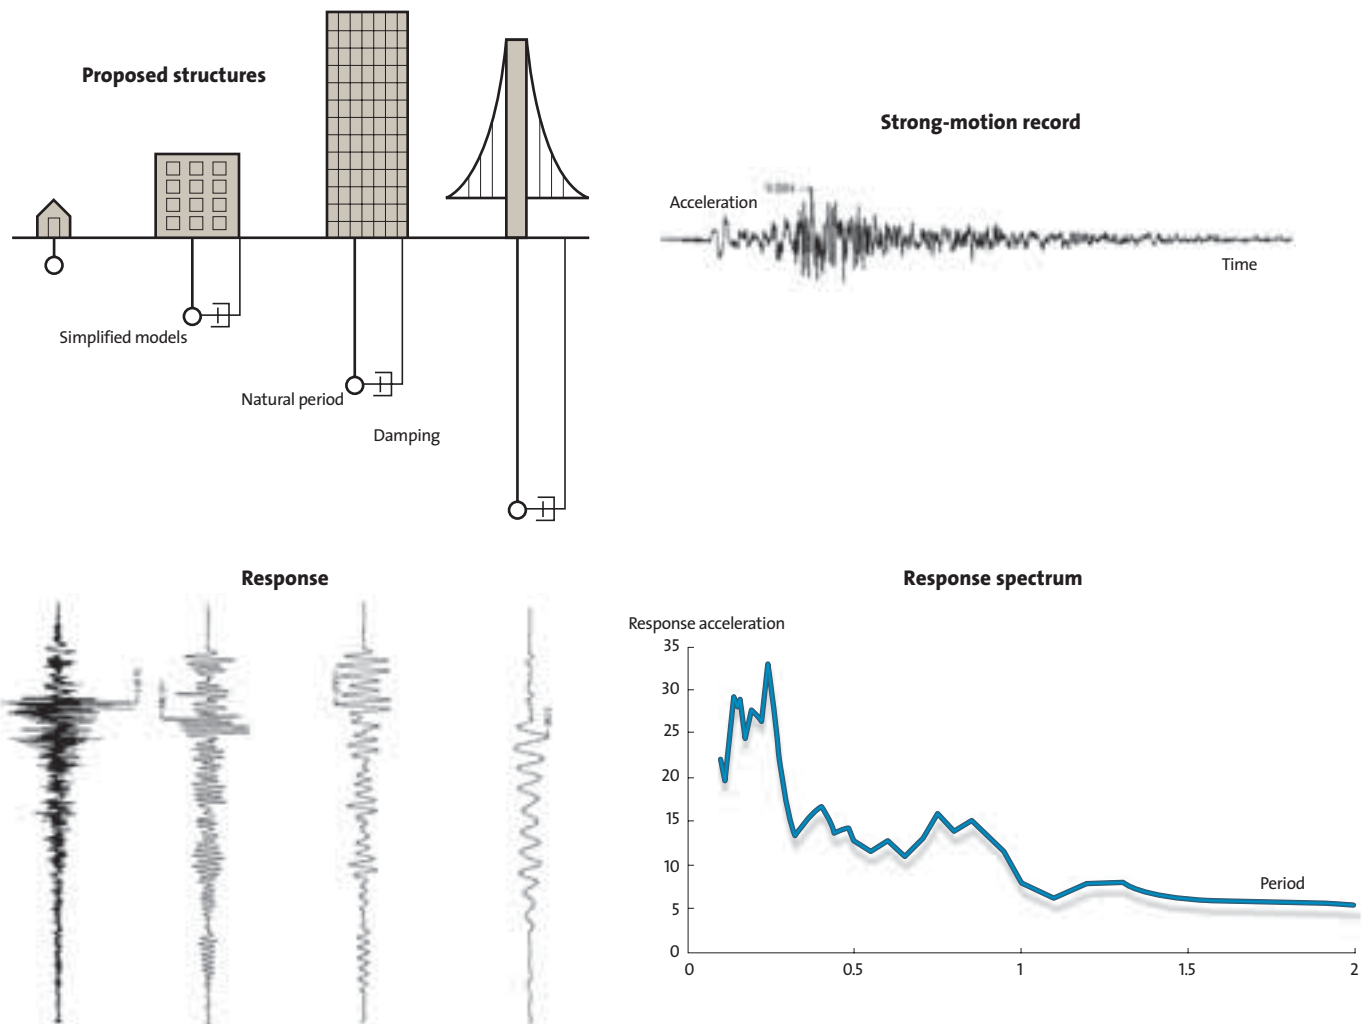 Proposed structures
Strong-motion record
Acceleration
Time
Simplified models
Natural period
Damping
Response
Response spectrum
Response acceleration
35
30
25
20
15
10
5
0
Period
0
0.5
1
1.5
2